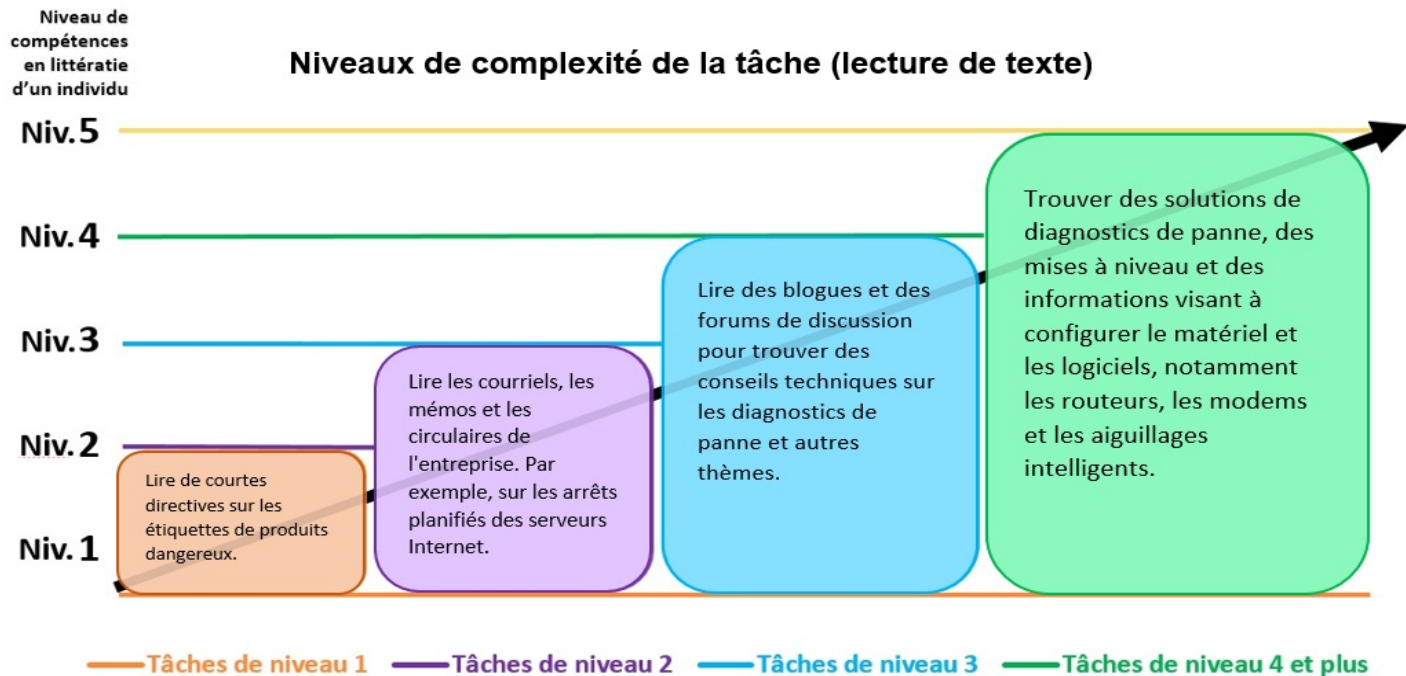 Niveau de
compétences
en littératie
d'un individu
Niveaux de complexité de la tâche (lecture de texte)
Niv. 5
Niv. 4
Niv. 3
Niv. 2
Niv. 1
Lire de courtes
directives sur les
étiquettes de produits
dangereux.
Lire les courriels, les
mémos et les
circulaires de
l'entreprise. Par
exemple, sur les arrêts
planifiés des serveurs
Internet.
Lire des blogues et des
forums de discussion
pour trouver des
conseils techniques sur
les diagnostics de
panne et autres
thèmes.
Trouver des solutions de
diagnostics de panne, des
mises à niveau et des
informations visant à
configurer le matériel et
les logiciels, notamment
les routeurs, les modems
et les aiguillages
intelligents.
Tâches de niveau 1 Tâches de niveau 2 Tâches de niveau 3 Tâches de niveau 4 et plus